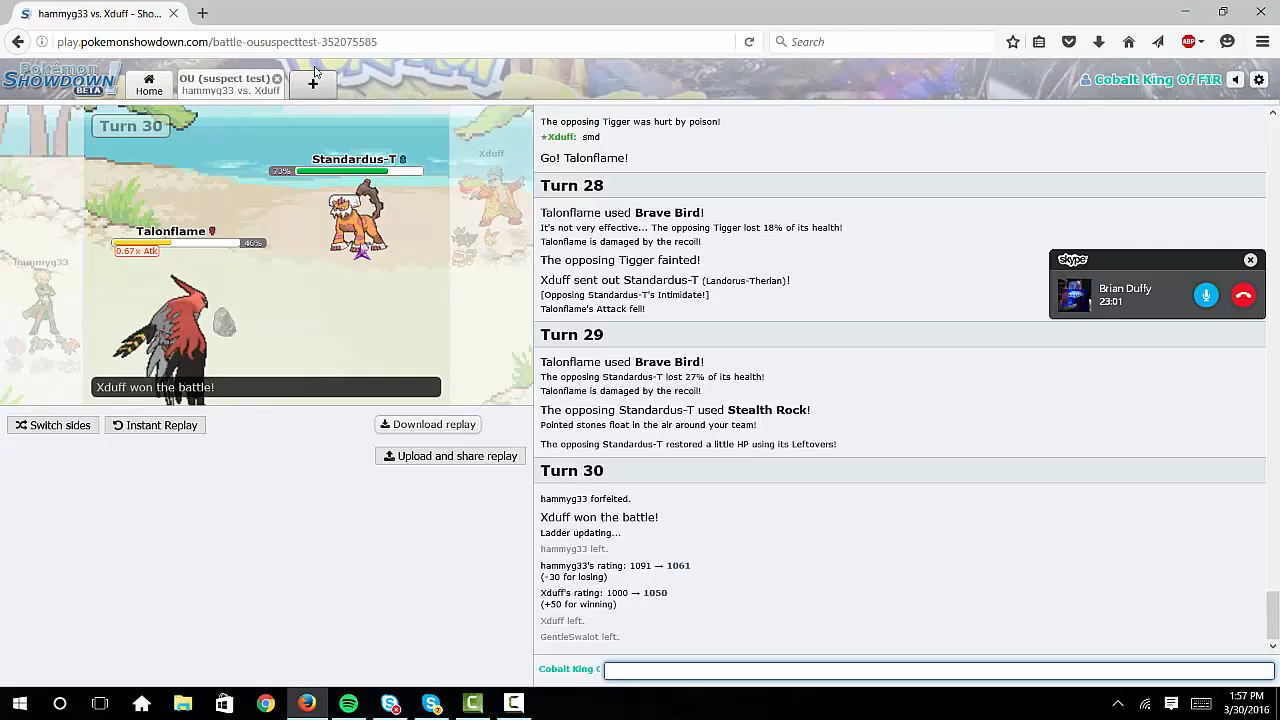 hammyg33 vs. Xduff - Sho...
play.pokemonshowdown.com/battle-oususpecttest-352075585
Search
ABP
Pokémon
SHOWDOWN!
BETA
Home
OU (suspect test)
hammyg33 vs. Xduff
+
Cobalt King Of FIR
Turn 30
Xduff
hammyg33
Standardus-T
73%
Talonflame
46%
0.67x Atk
Xduff won the battle!
Switch sides
Instant Replay
Download replay
Upload and share replay
The opposing Tigger was hurt by poison!
★Xduff: smd
Go! Talonflame!
Turn 28
Talonflame used Brave Bird!
It's not very effective... The opposing Tigger lost 18% of its health!
Talonflame is damaged by the recoil!
The opposing Tigger fainted!
Xduff sent out Standardus-T (Landorus-Therian)!
[Opposing Standardus-T's Intimidate!]
Talonflame's Attack fell!
Turn 29
Talonflame used Brave Bird!
The opposing Standardus-T lost 27% of its health!
Talonflame is damaged by the recoil!
The opposing Standardus-T used Stealth Rock!
Pointed stones float in the air around your team!
The opposing Standardus-T restored a little HP using its Leftovers!
Turn 30
hammyg33 forfeited.
Xduff won the battle!
Ladder updating...
hammyg33 left.
hammyg33's rating: 1091 → 1061
(-30 for losing)
Xduff's rating: 1000 → 1050
(+50 for winning)
Xduff left.
GentleSwalot left.
Cobalt King C
skype
Brian Duffy
23:01
1:57 PM
3/30/2016